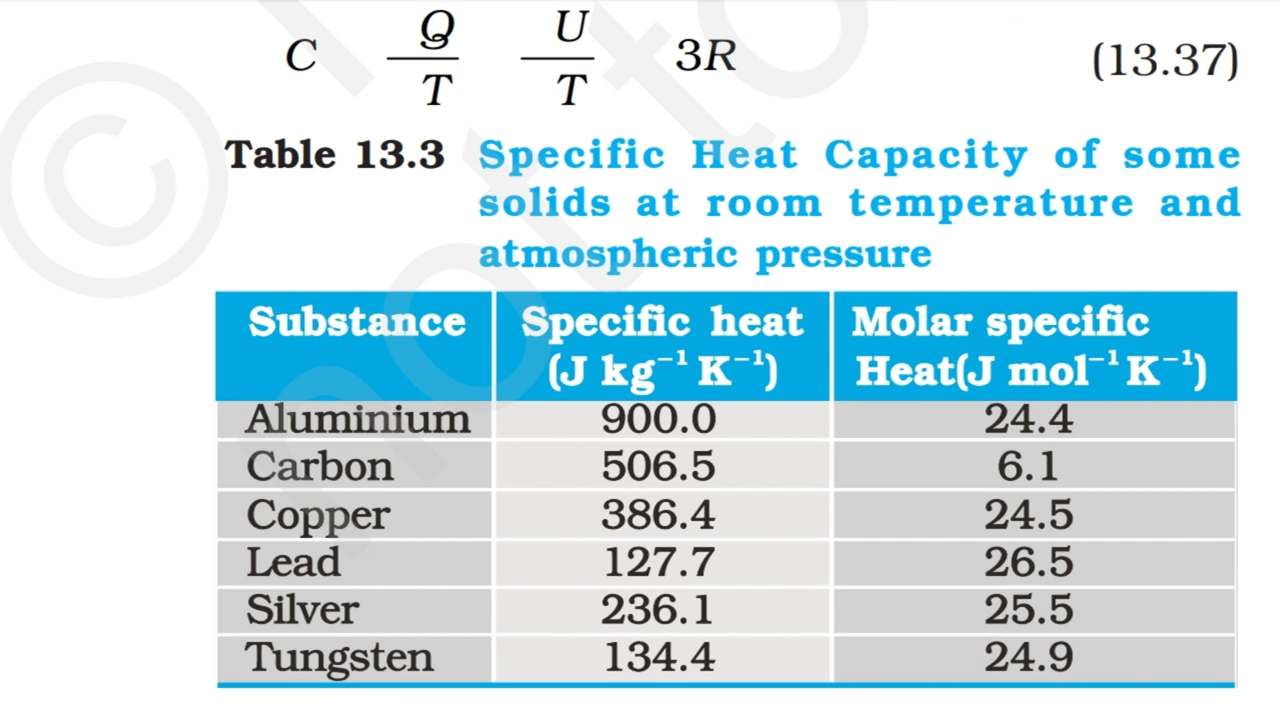 C Q/T U/T 3R (13.37)
Table 13.3 Specific Heat Capacity of some
solids at room temperature and
atmospheric pressure
Substance Specific heat (J kg⁻¹ K⁻¹) Molar specific Heat(J mol⁻¹ K⁻¹)
Aluminium 900.0 24.4
Carbon 506.5 6.1
Copper 386.4 24.5
Lead 127.7 26.5
Silver 236.1 25.5
Tungsten 134.4 24.9
© not to